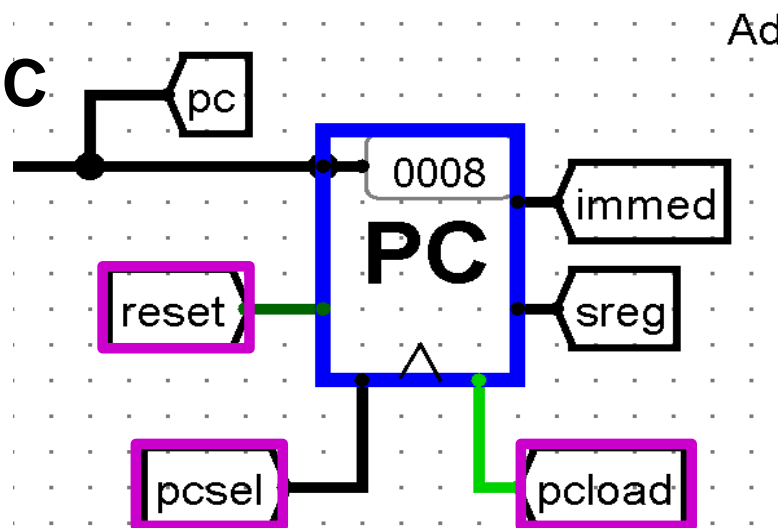 Ad
C
pc
0008
immed
PC
reset
sreg
pcsel
pcload